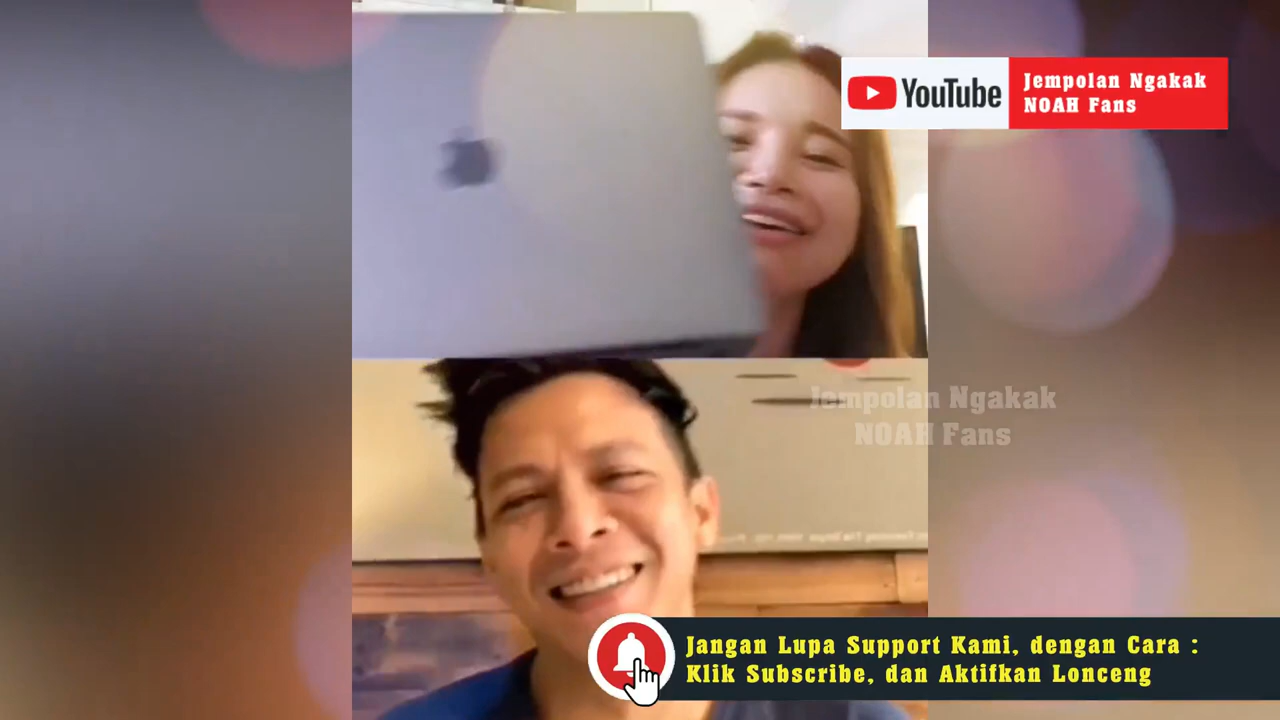 YouTube
Jempolan Ngakak
NOAH Fans
Jempolan Ngakak
NOAH Fans
Jangan Lupa Support Kami, dengan Cara :
Klik Subscribe, dan Aktifkan Lonceng